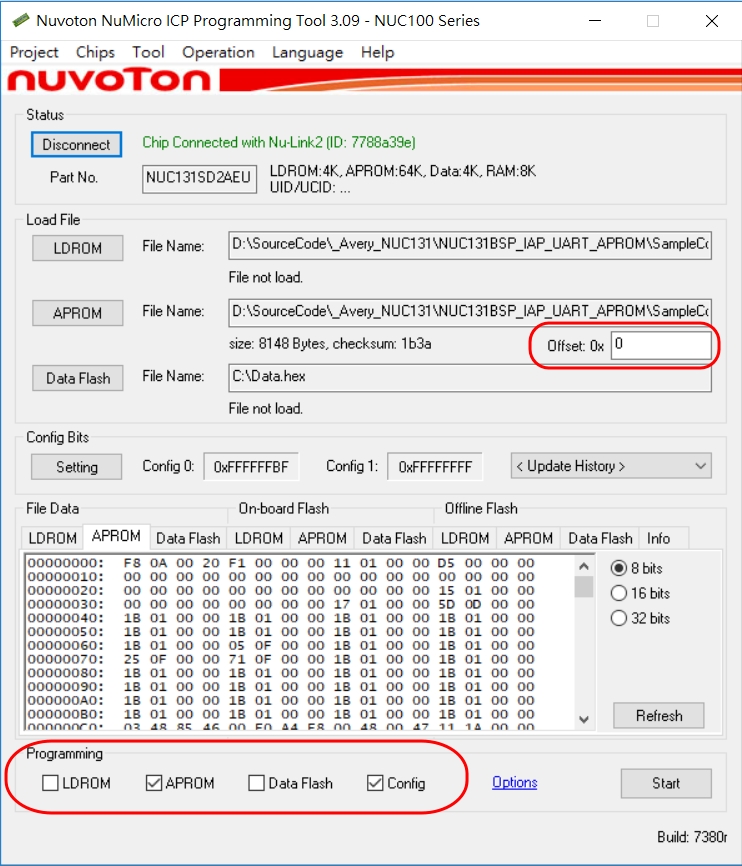 Nuvoton NuMicro ICP Programming Tool 3.09 - NUC100 Series
Project Chips Tool Operation Language Help
nuvoTon
Status
Disconnect Chip Connected with Nu-Link2 (ID: 7788a39e)
Part No. NUC131SD2AEU LDROM:4K, APROM:64K, Data:4K, RAM:8K
UID/UCID: ...
Load File
LDROM File Name: D:\SourceCode\_Avery_NUC131\NUC131BSP_IAP_UART_APROM\SampleCo
File not load.
APROM File Name: D:\SourceCode\_Avery_NUC131\NUC131BSP_IAP_UART_APROM\SampleCo
size: 8148 Bytes, checksum: 1b3a Offset: 0x 0
Data Flash File Name: C:\Data.hex
File not load.
Config Bits
Setting Config 0: 0xFFFFFFBF Config 1: 0xFFFFFFFF < Update History >
File Data On-board Flash Offline Flash
LDROM APROM Data Flash LDROM APROM Data Flash LDROM APROM Data Flash Info
00000000: F8 0A 00 20 F1 00 00 00 11 01 00 00 D5 00 00 00
00000010: 00 00 00 00 00 00 00 00 00 00 00 00 00 00 00 00
00000020: 00 00 00 00 00 00 00 00 00 00 00 00 15 01 00 00
00000030: 00 00 00 00 00 00 00 00 17 01 00 00 5D 0D 00 00
00000040: 1B 01 00 00 1B 01 00 00 1B 01 00 00 1B 01 00 00
00000050: 1B 01 00 00 1B 01 00 00 1B 01 00 00 1B 01 00 00
00000060: 1B 01 00 00 05 0F 00 00 1B 01 00 00 1B 01 00 00
00000070: 25 0F 00 00 71 0F 00 00 1B 01 00 00 1B 01 00 00
00000080: 1B 01 00 00 1B 01 00 00 1B 01 00 00 1B 01 00 00
00000090: 1B 01 00 00 1B 01 00 00 1B 01 00 00 1B 01 00 00
000000A0: 1B 01 00 00 1B 01 00 00 1B 01 00 00 1B 01 00 00
000000B0: 1B 01 00 00 1B 01 00 00 1B 01 00 00 1B 01 00 00
000000C0: 03 48 85 46 00 F0 A4 F8 00 48 00 47 11 1A 00 00
8 bits
16 bits
32 bits
Refresh
Programming
LDROM APROM Data Flash Config Options Start
Build: 7380r